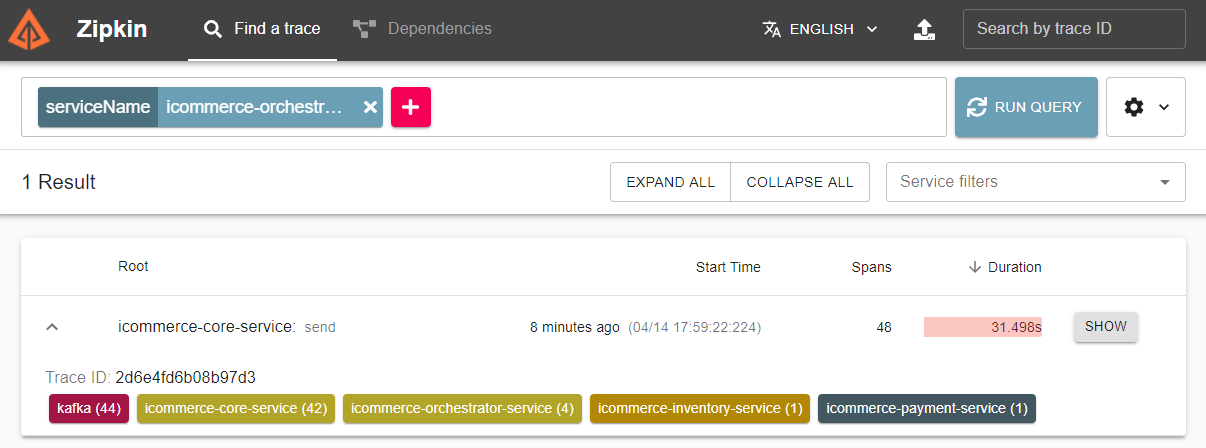 Zipkin Find a trace Dependencies ENGLISH Search by trace ID
serviceName icommerce-orchestr... RUN QUERY
1 Result EXPAND ALL COLLAPSE ALL Service filters
Root Start Time Spans Duration
icommerce-core-service: send 8 minutes ago (04/14 17:59:22:224) 48 31.498s SHOW
Trace ID: 2d6e4fd6b08b97d3
kafka (44) icommerce-core-service (42) icommerce-orchestrator-service (4) icommerce-inventory-service (1) icommerce-payment-service (1)